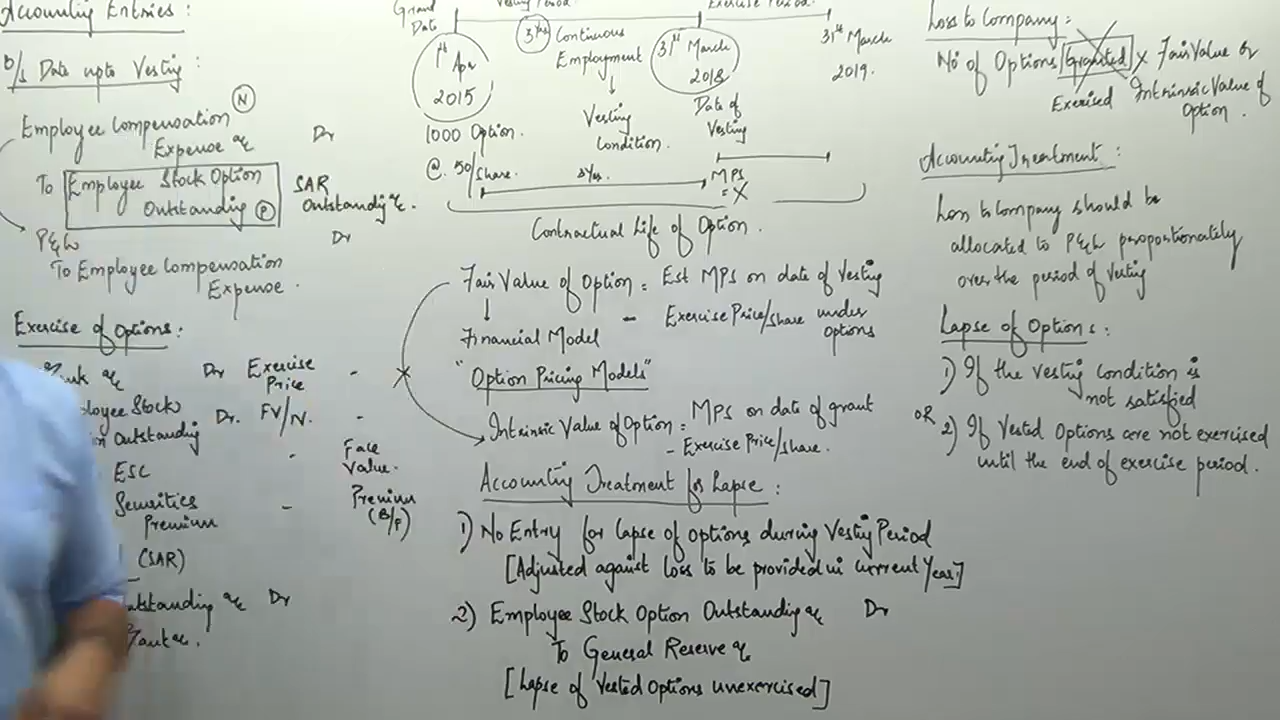 Accounting Entries:
B/s Date upto Vesting:
Employee Compensation (N)
Expense a/c Dr
To Employee Stock Option
Outstanding (P)
SAR
Outstanding a/c.
P&L Dr
To Employee Compensation
Expense.
Exercise of Options:
Bank a/c Dr Exercise
Price -
Employee Stock
Outstanding Dr. FV/IV. -
ESC - Face
Value.
Securities
Premium - Premium
(B/f)
(SAR)
Outstanding a/c Dr
Bank a/c.
Grant
Date
Vesting Period
Exercise Period.
1st Apr
2015
3 Yrs Continuous
Employment
31st March
2018
31st March
2019.
1000 Option.
@ 50/
share.
Vesting
Condition.
Date of
Vesting
3 Yrs.
MPS
= X
Contractual Life of Option.
Fair Value of Option = Est MPS on date of Vesting
- Exercise Price/share under
options
Financial Model
"Option Pricing Models"
Intrinsic Value of Option = MPS on date of grant
- Exercise Price/share.
Accounting Treatment for Lapse:
1) No Entry for lapse of options during Vesting Period
[Adjusted against loss to be provided in current Year]
2) Employee Stock Option Outstanding a/c Dr
To General Reserve a/c
[Lapse of Vested Options unexercised]
Loss to Company:
No of Options Granted X Fair Value or
Exercised Intrinsic Value of
Option.
Accounting Treatment:
Loss to Company should be
allocated to P&L proportionately
over the period of Vesting
Lapse of Options:
1) If the Vesting Condition is
not satisfied
OR
2) If Vested Options are not exercised
until the end of exercise period.